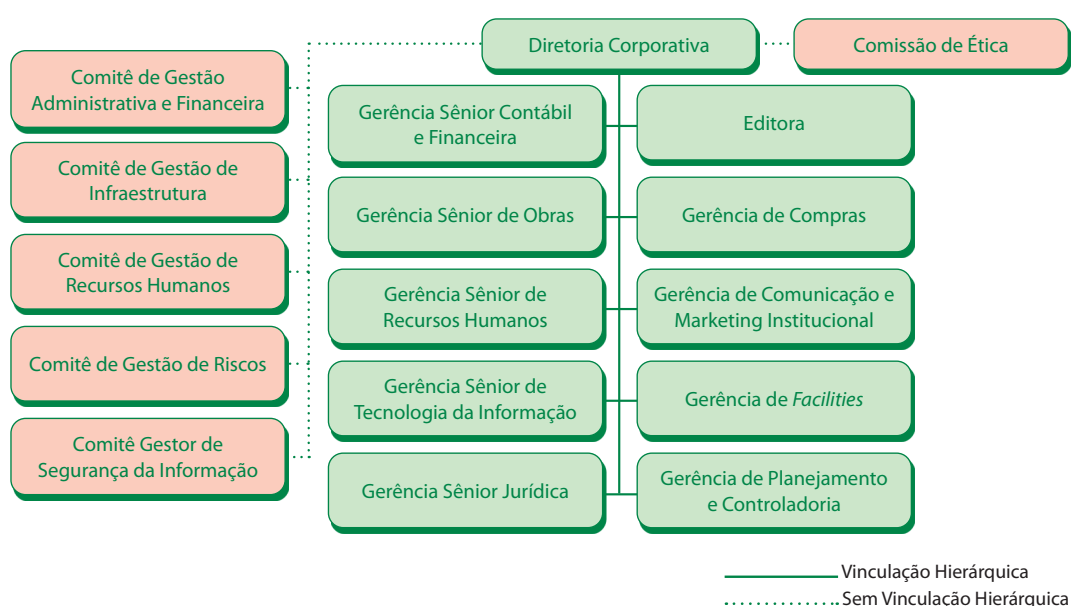 Diretoria Corporativa
Comissão de Ética
Comitê de Gestão
Administrativa e Financeira
Comitê de Gestão de
Infraestrutura
Comitê de Gestão de
Recursos Humanos
Comitê de Gestão de Riscos
Comitê Gestor de
Segurança da Informação
Gerência Sênior Contábil
e Financeira
Gerência Sênior de Obras
Gerência Sênior de
Recursos Humanos
Gerência Sênior de
Tecnologia da Informação
Gerência Sênior Jurídica
Editora
Gerência de Compras
Gerência de Comunicação e
Marketing Institucional
Gerência de Facilities
Gerência de Planejamento
e Controladoria
Vinculação Hierárquica
Sem Vinculação Hierárquica